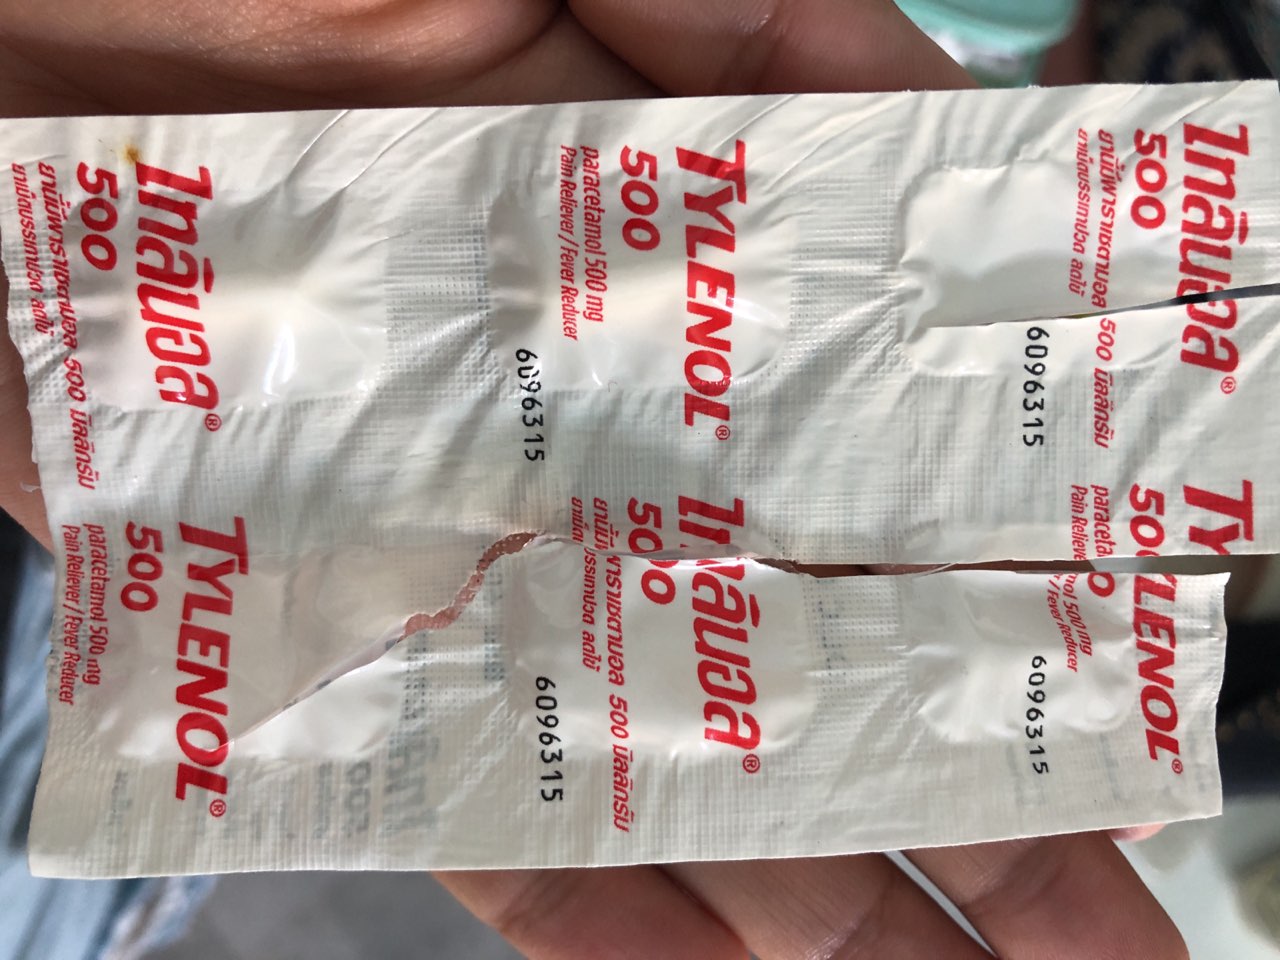 ไทลินอล®
500
ยานี้มีพาราเซตามอล 500 มิลลิกรัม
ยาเม็ดบรรเทาปวด ลดไข้
6096315
TYLENOL®
500
paracetamol 500 mg
Pain Reliever / Fever Reducer
6096315
TYLENOL®
500
paracetamol 500 mg
Pain Reliever / Fever Reducer
6096315
ไทลินอล®
500
ยานี้มีพาราเซตามอล 500 มิลลิกรัม
ยาเม็ดบรรเทาปวด ลดไข้
6096315
ไทลินอล®
500
ยานี้มีพาราเซตามอล 500 มิลลิกรัม
ยาเม็ดบรรเทาปวด ลดไข้
TYLENOL®
500
paracetamol 500 mg
Pain Reliever / Fever Reducer